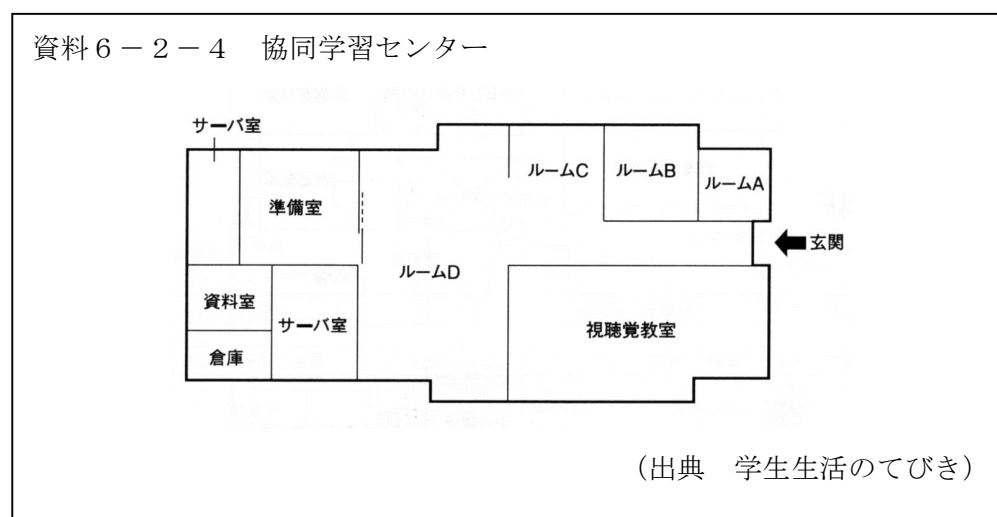 資料６－２－４　協同学習センター
サーバ室
準備室
ルームC
ルームB
ルームA
玄関
ルームD
資料室
サーバ室
視聴覚教室
倉庫
（出典　学生生活のてびき）